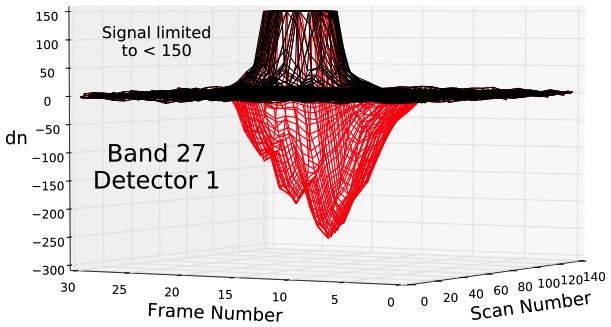 150
Signal limited
to < 150
100
50
0
dn
−50
−100
Band 27
Detector 1
−150
−200
−250
−300
30 25 20 15 10 5 0
0 20 40 60 80 100 120 140
Frame Number
Scan Number